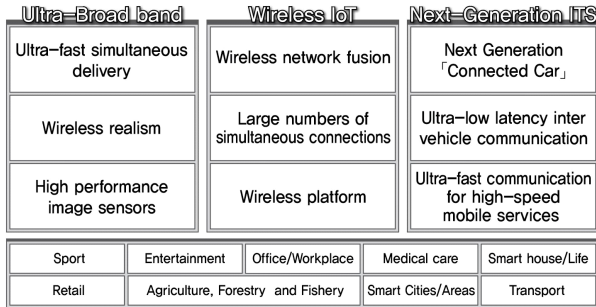 Ultra-Broad band
Wireless IoT
Next-Generation ITS
Ultra-fast simultaneous
delivery
Wireless realism
High performance
image sensors
Wireless network fusion
Large numbers of
simultaneous connections
Wireless platform
Next Generation
「Connected Car」
Ultra-low latency inter
vehicle communication
Ultra-fast communication
for high-speed
mobile services
Sport
Entertainment
Office/Workplace
Medical care
Smart house/Life
Retail
Agriculture, Forestry and Fishery
Smart Cities/Areas
Transport